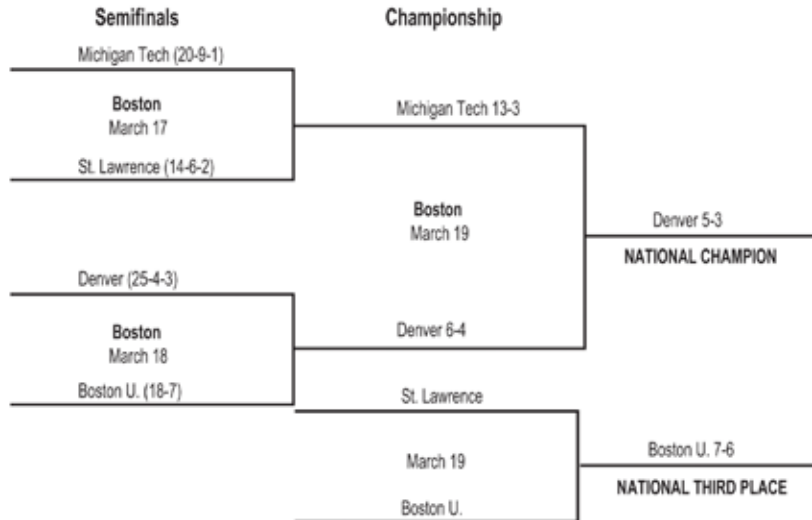 Semifinals
Championship
Michigan Tech (20-9-1)
Boston
March 17
St. Lawrence (14-6-2)
Michigan Tech 13-3
Boston
March 19
Denver 5-3
NATIONAL CHAMPION
Denver (25-4-3)
Boston
March 18
Boston U. (18-7)
Denver 6-4
St. Lawrence
March 19
Boston U.
Boston U. 7-6
NATIONAL THIRD PLACE